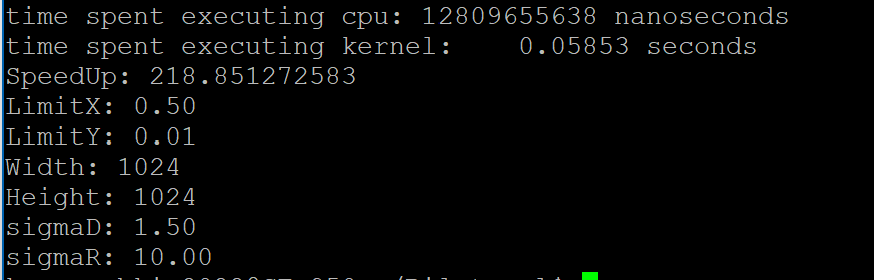 time spent executing cpu: 12809655638 nanoseconds
time spent executing kernel:    0.05853 seconds
SpeedUp: 218.851272583
LimitX: 0.50
LimitY: 0.01
Width: 1024
Height: 1024
sigmaD: 1.50
sigmaR: 10.00